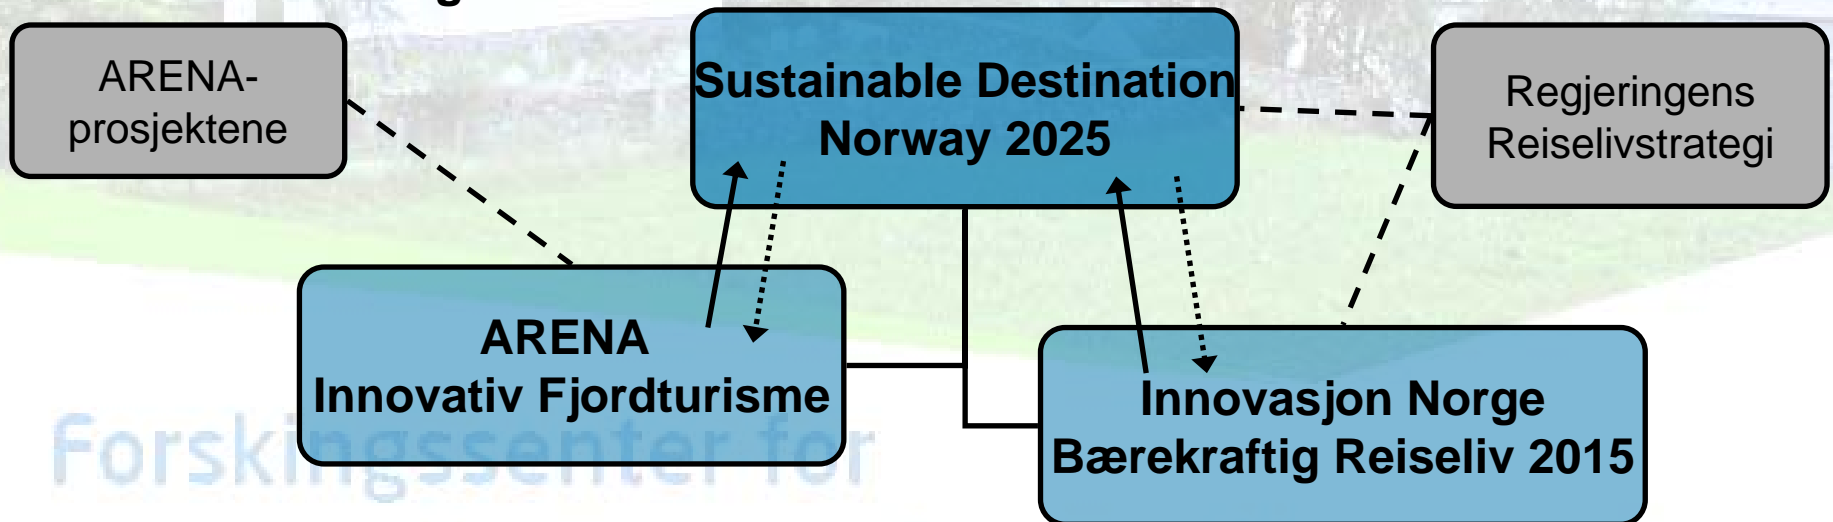 ARENA-
prosjektene
Sustainable Destination
Norway 2025
Regjeringens
Reiselivstrategi
ARENA
Innovativ Fjordturisme
Innovasjon Norge
Bærekraftig Reiseliv 2015
Forskingssenter for